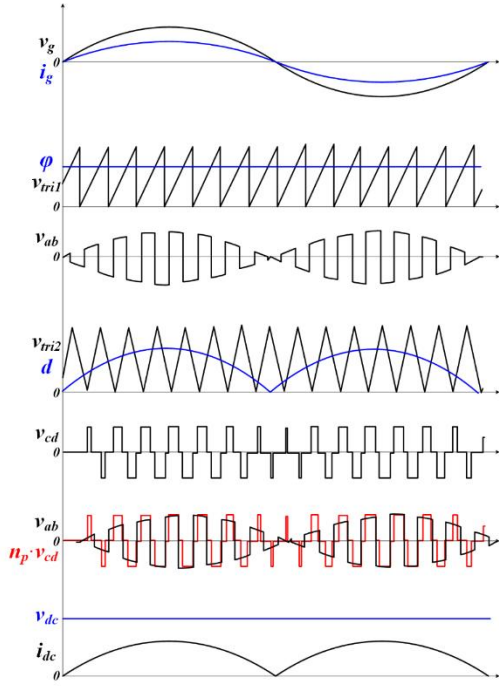 v_g
0
i_g
φ
v_tri1
0
v_ab
0
v_tri2
d
0
v_cd
0
v_ab
0
n_p·v_cd
v_dc
i_dc
0